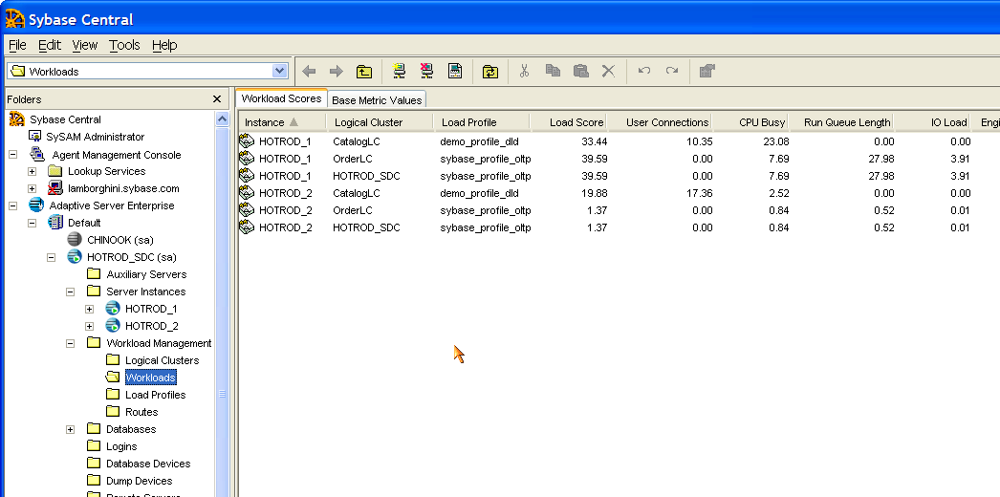 Sybase Central
File Edit View Tools Help
Workloads
Folders
Sybase Central
SySAM Administrator
Agent Management Console
Lookup Services
lamborghini.sybase.com
Adaptive Server Enterprise
Default
CHINOOK (sa)
HOTROD_SDC (sa)
Auxiliary Servers
Server Instances
HOTROD_1
HOTROD_2
Workload Management
Logical Clusters
Workloads
Load Profiles
Routes
Databases
Logins
Database Devices
Dump Devices
Remote Servers
Workload Scores Base Metric Values
Instance Logical Cluster Load Profile Load Score User Connections CPU Busy Run Queue Length IO Load Engi
HOTROD_1 CatalogLC demo_profile_dld 33.44 10.35 23.08 0.00 0.00
HOTROD_1 OrderLC sybase_profile_oltp 39.59 0.00 7.69 27.98 3.91
HOTROD_1 HOTROD_SDC sybase_profile_oltp 39.59 0.00 7.69 27.98 3.91
HOTROD_2 CatalogLC demo_profile_dld 19.88 17.36 2.52 0.00 0.00
HOTROD_2 OrderLC sybase_profile_oltp 1.37 0.00 0.84 0.52 0.01
HOTROD_2 HOTROD_SDC sybase_profile_oltp 1.37 0.00 0.84 0.52 0.01